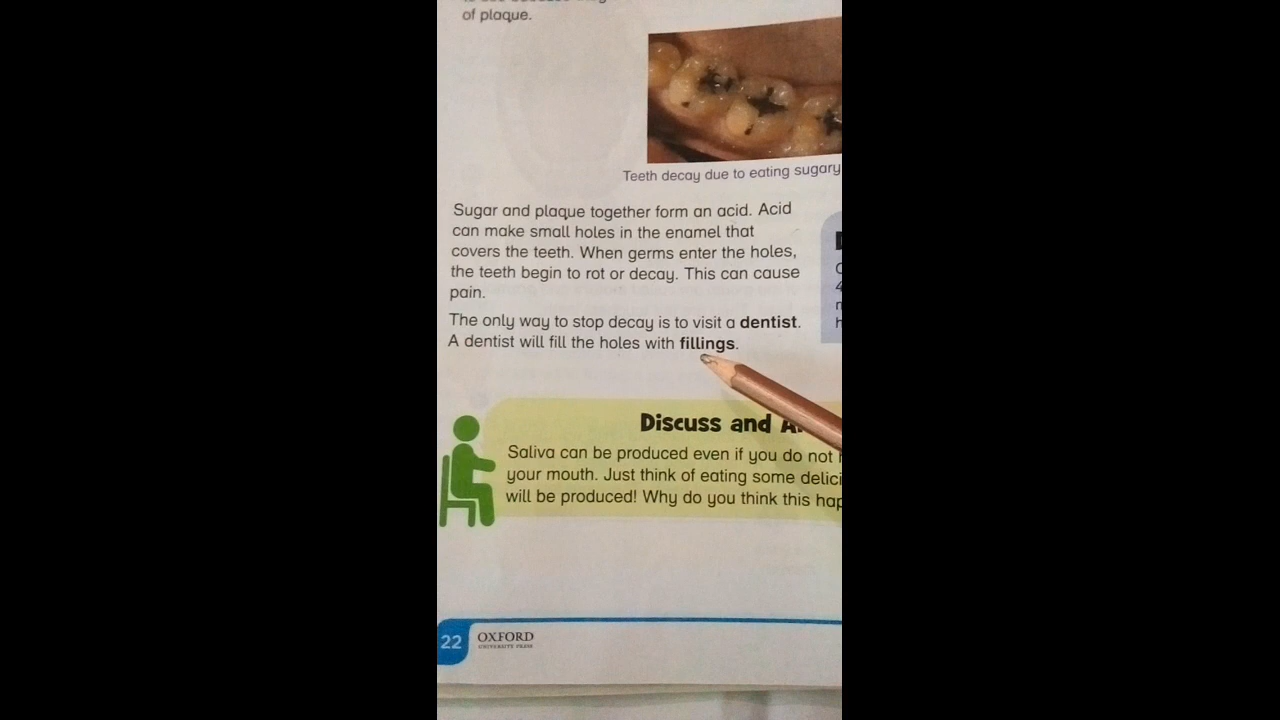 of plaque.
Teeth decay due to eating sugary
Sugar and plaque together form an acid. Acid
can make small holes in the enamel that
covers the teeth. When germs enter the holes,
the teeth begin to rot or decay. This can cause
pain.
The only way to stop decay is to visit a dentist.
A dentist will fill the holes with fillings.
Discuss and
Saliva can be produced even if you do not
your mouth. Just think of eating some
will be produced! Why do you think this
22
OXFORD
UNIVERSITY PRESS